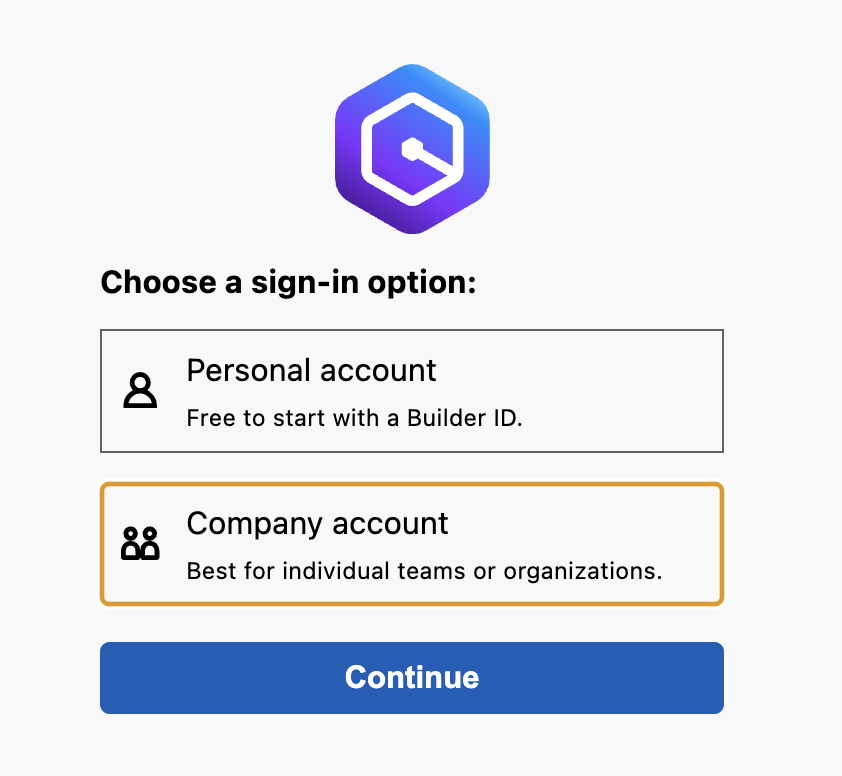 Choose a sign-in option:
Personal account
Free to start with a Builder ID.
Company account
Best for individual teams or organizations.
Continue